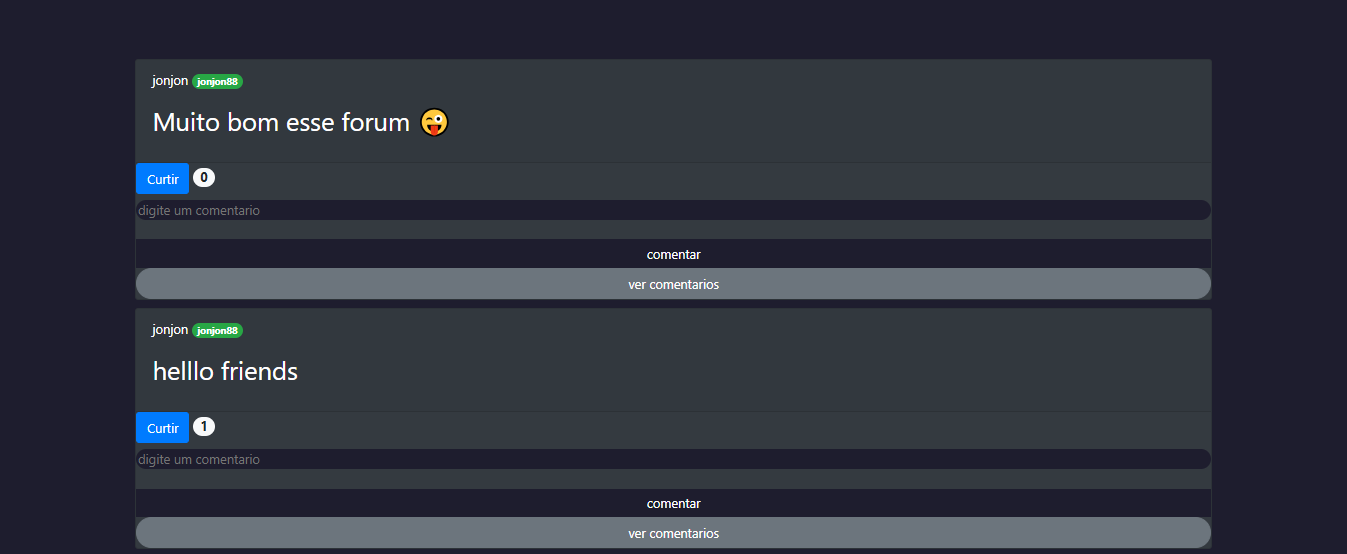 jonjon jonjon88
Muito bom esse forum 😜
Curtir 0
digite um comentario
comentar
ver comentarios
jonjon jonjon88
helllo friends
Curtir 1
digite um comentario
comentar
ver comentarios